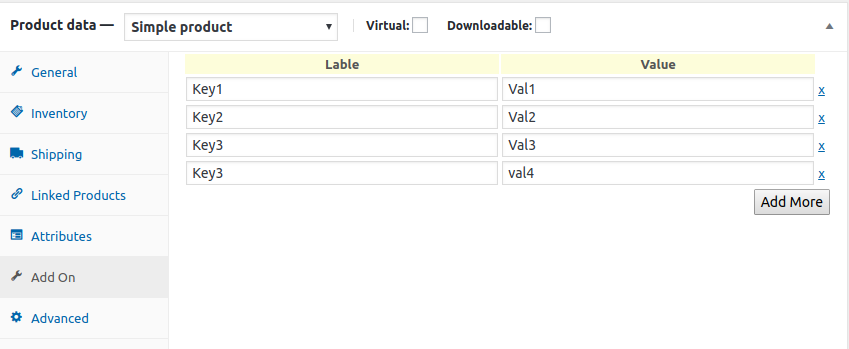 Product data — Simple product Virtual: Downloadable:
General
Inventory
Shipping
Linked Products
Attributes
Add On
Advanced
Lable Value
Key1 Val1 x
Key2 Val2 x
Key3 Val3 x
Key3 val4 x
Add More